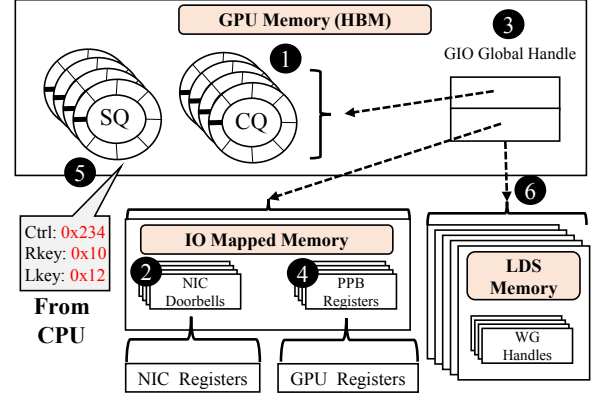 GPU Memory (HBM)
3
GIO Global Handle
1
SQ
CQ
5
6
Ctrl: 0x234
Rkey: 0x10
Lkey: 0x12
From
CPU
IO Mapped Memory
2
NIC
Doorbells
4
PPB
Registers
LDS
Memory
WG
Handles
NIC Registers
GPU Registers